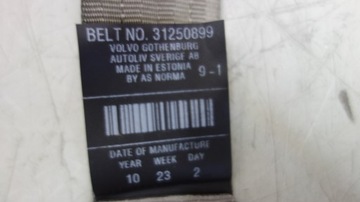 BELT NO. 31250899
VOLVO GOTHENBURG
AUTOLIV SVERIGE AB
MADE IN ESTONIA
BY AS NORMA 9-1
DATE OF MANUFACTURE
YEAR WEEK DAY
10 23 2